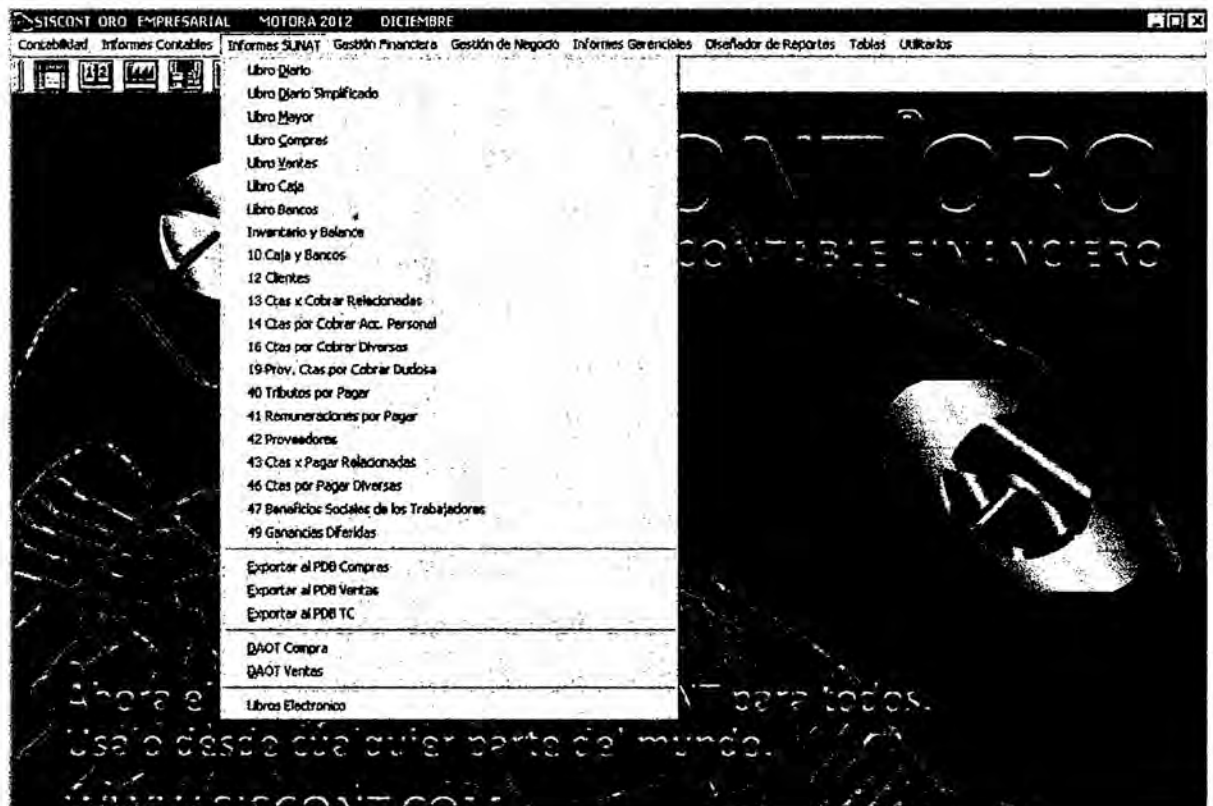 SISCONT ORO EMPRESARIAL MOTORA 2012 DICIEMBRE
Contabilidad Informes Contables Informes SUNAT Gestión Financiera Gestión de Negocio Informes Gerenciales Diseñador de Reportes Tablas Utilitarios
Libro Diario
Libro Diario Simplificado
Libro Mayor
Libro Compras
Libro Ventas
Libro Caja
Libro Bancos
Inventario y Balance
10 Caja y Bancos
12 Clientes
13 Ctas x Cobrar Relacionadas
14 Ctas por Cobrar Acc. Personal
16 Ctas por Cobrar Diversas
19 Prov. Ctas por Cobrar Dudosa
40 Tributos por Pagar
41 Remuneraciones por Pagar
42 Proveedores
43 Ctas x Pagar Relacionadas
46 Ctas por Pagar Diversas
47 Beneficios Sociales de los Trabajadores
49 Ganancias Diferidas
Exportar al PDB Compras
Exportar al PDB Ventas
Exportar al PDB TC
DAOT Compra
DAOT Ventas
Libros Electronico
ORO
CONTABLE FINANCIERO
Ahora el para todos.
Usalo desde cualquier parte del mundo.
WWW.SISCONT.COM